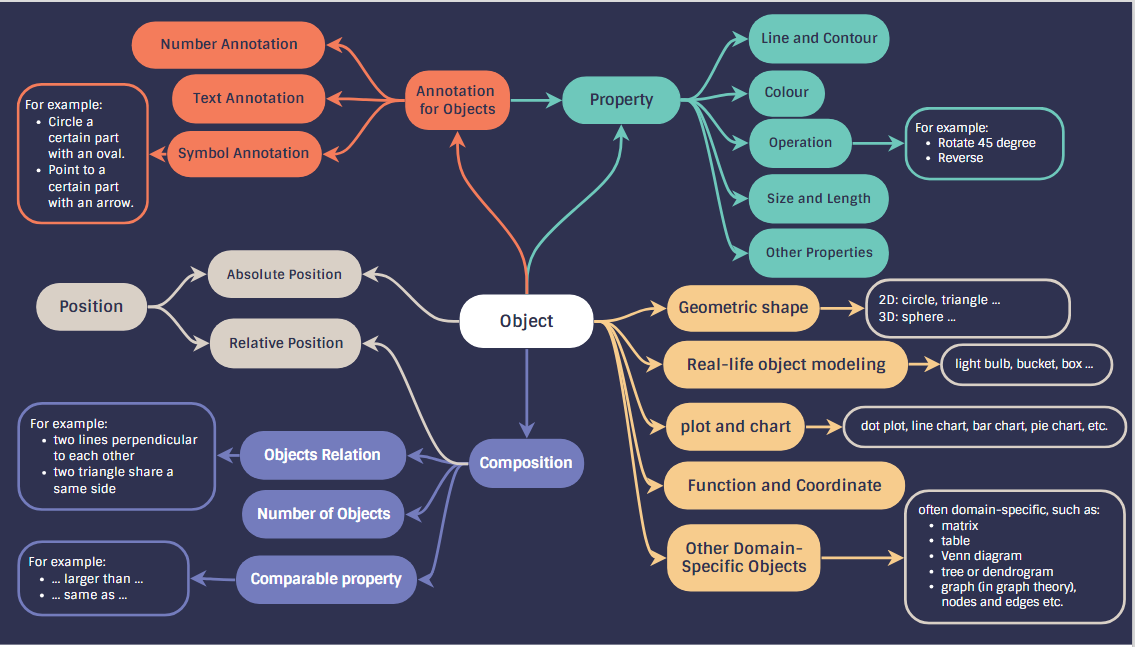 Number Annotation
Text Annotation
Symbol Annotation
For example:
• Circle a
certain part
with an oval.
• Point to a
certain part
with an arrow.
Annotation
for Objects
Property
Line and Contour
Colour
Operation
Size and Length
Other Properties
For example:
• Rotate 45 degree
• Reverse
Position
Absolute Position
Relative Position
Object
Geometric shape
2D: circle, triangle ...
3D: sphere ...
Real-life object modeling
light bulb, bucket, box ...
plot and chart
dot plot, line chart, bar chart, pie chart, etc.
Function and Coordinate
Other Domain-
Specific Objects
often domain-specific, such as:
• matrix
• table
• Venn diagram
• tree or dendrogram
• graph (in graph theory),
nodes and edges etc.
Composition
Objects Relation
Number of Objects
Comparable property
For example:
• two lines perpendicular
to each other
• two triangle share a
same side
For example:
• ... larger than ...
• ... same as ...